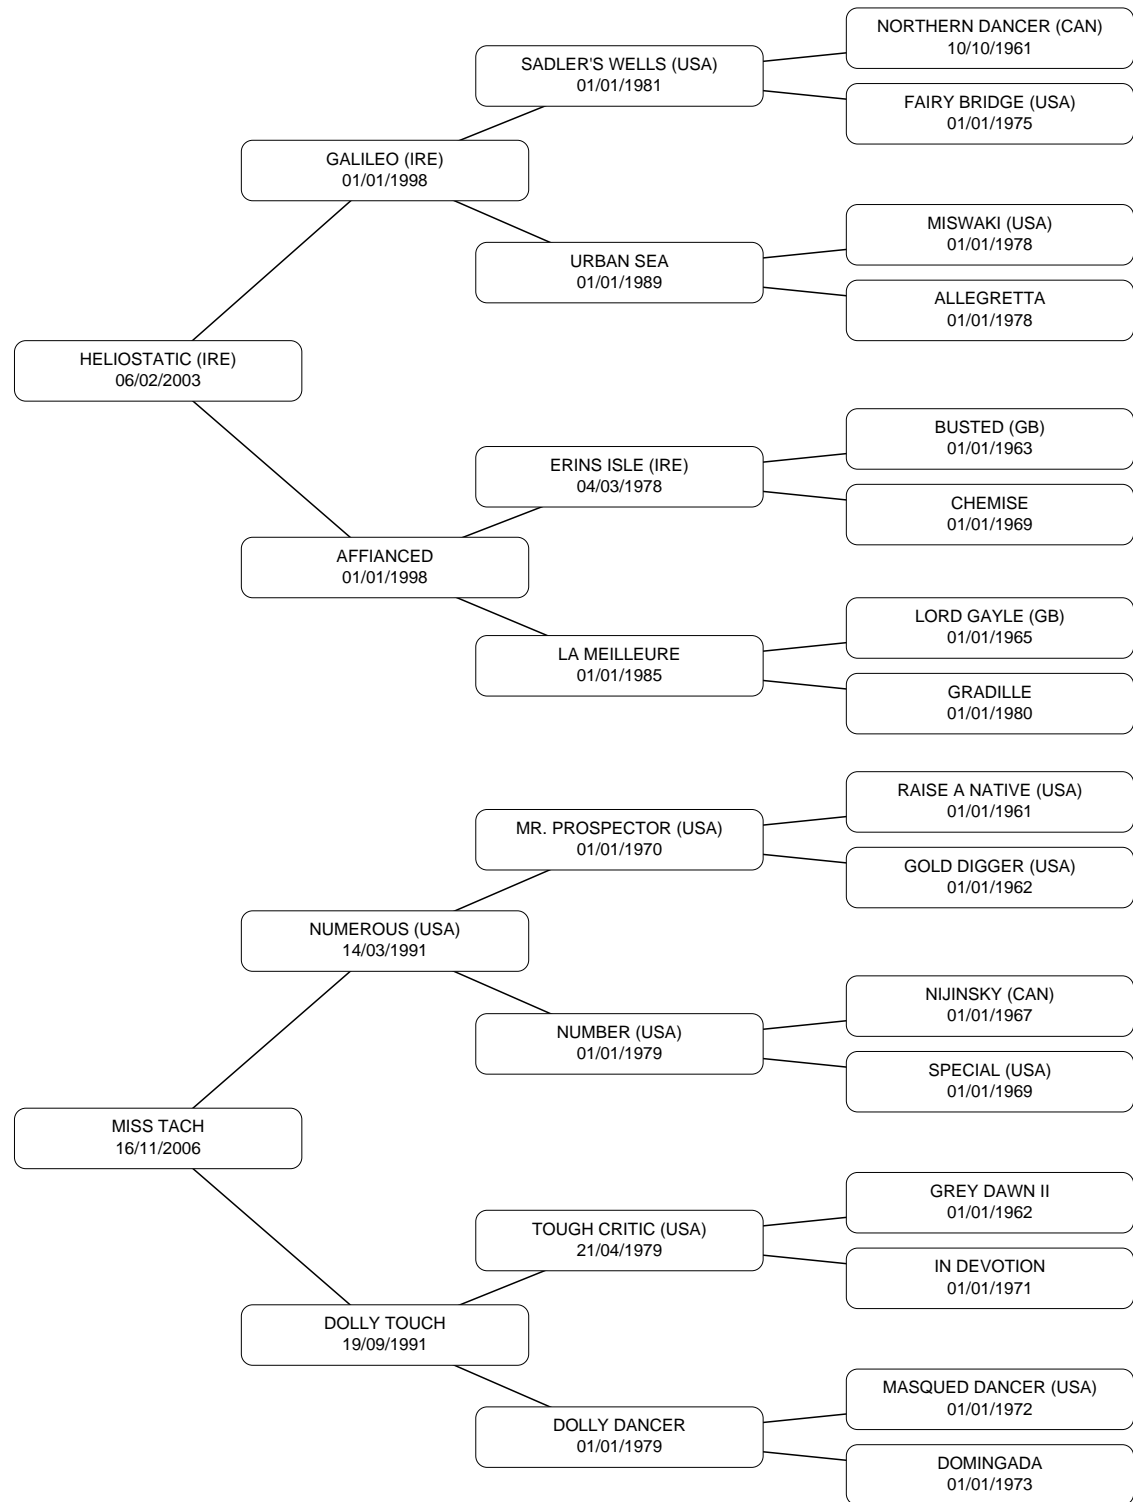 NORTHERN DANCER (CAN)
10/10/1961
SADLER'S WELLS (USA)
01/01/1981
FAIRY BRIDGE (USA)
01/01/1975
GALILEO (IRE)
01/01/1998
MISWAKI (USA)
01/01/1978
URBAN SEA
01/01/1989
ALLEGRETTA
01/01/1978
HELIOSTATIC (IRE)
06/02/2003
BUSTED (GB)
01/01/1963
ERINS ISLE (IRE)
04/03/1978
CHEMISE
01/01/1969
AFFIANCED
01/01/1998
LORD GAYLE (GB)
01/01/1965
LA MEILLEURE
01/01/1985
GRADILLE
01/01/1980
RAISE A NATIVE (USA)
01/01/1961
MR. PROSPECTOR (USA)
01/01/1970
GOLD DIGGER (USA)
01/01/1962
NUMEROUS (USA)
14/03/1991
NIJINSKY (CAN)
01/01/1967
NUMBER (USA)
01/01/1979
SPECIAL (USA)
01/01/1969
MISS TACH
16/11/2006
GREY DAWN II
01/01/1962
TOUGH CRITIC (USA)
21/04/1979
IN DEVOTION
01/01/1971
DOLLY TOUCH
19/09/1991
MASQUED DANCER (USA)
01/01/1972
DOLLY DANCER
01/01/1979
DOMINGADA
01/01/1973